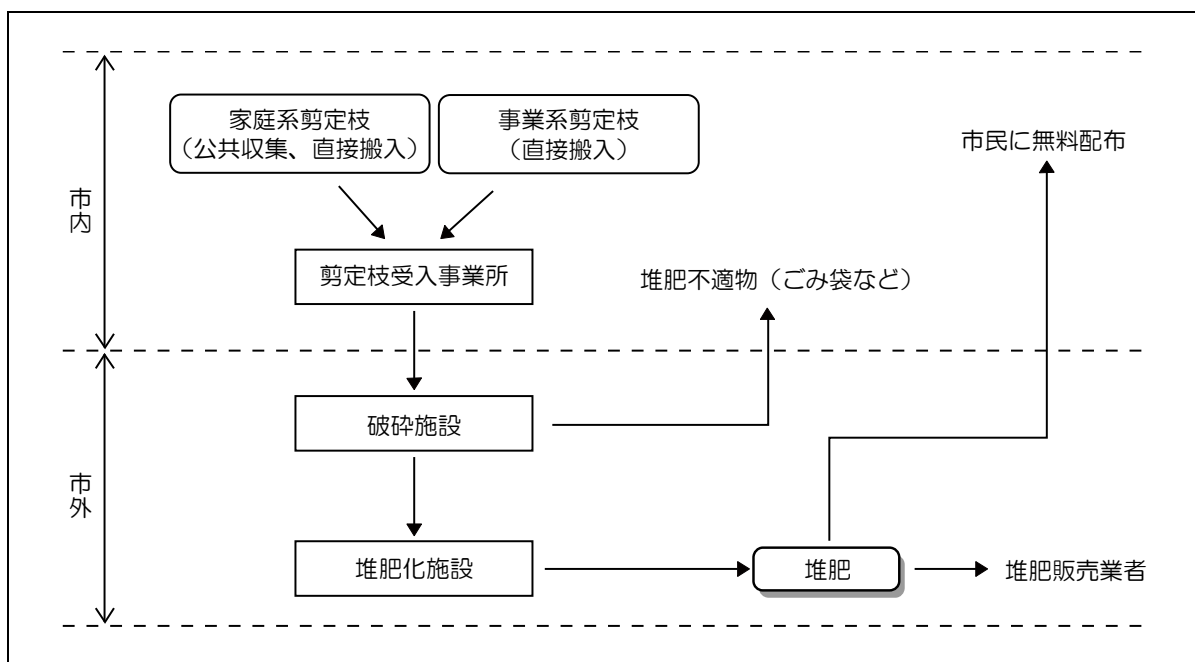 家庭系剪定枝
（公共収集、直接搬入）
事業系剪定枝
（直接搬入）
市民に無料配布
市内
剪定枝受入事業所
堆肥不適物（ごみ袋など）
破砕施設
市外
堆肥化施設
堆肥
堆肥販売業者